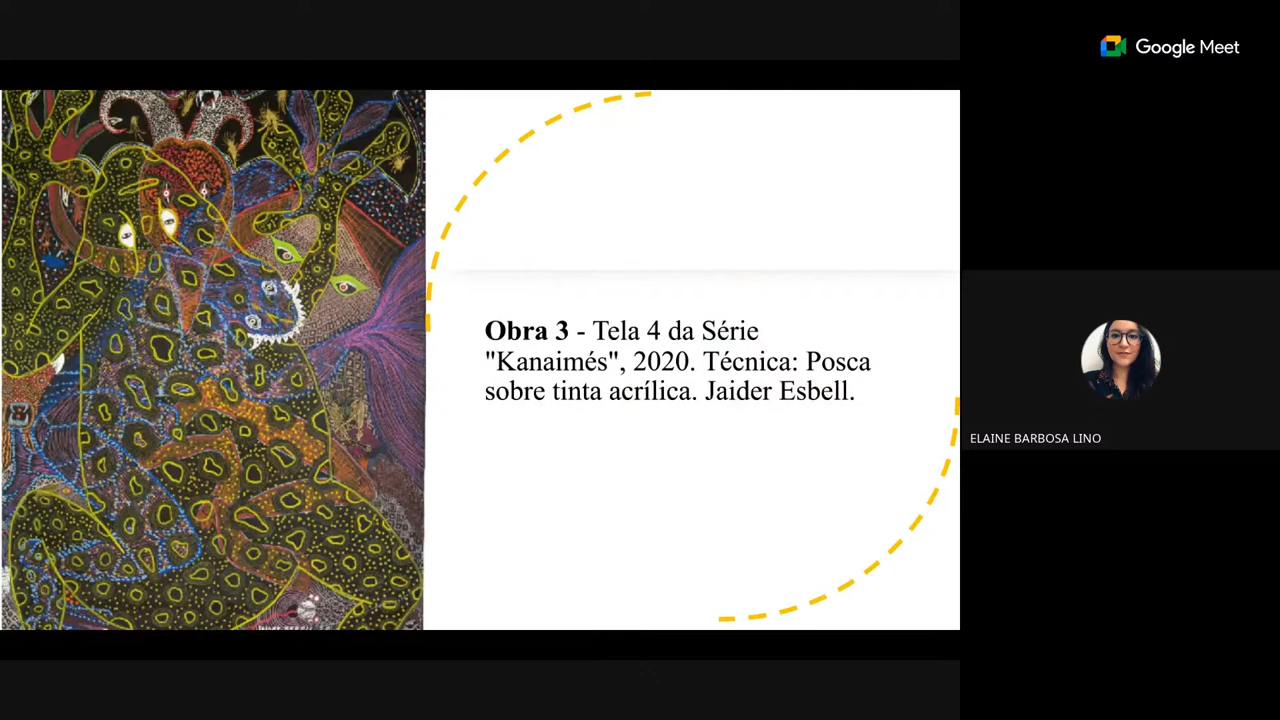 Google Meet
Obra 3 - Tela 4 da Série
"Kanaimés", 2020. Técnica: Posca
sobre tinta acrílica. Jaider Esbell.
ELAINE BARBOSA LINO